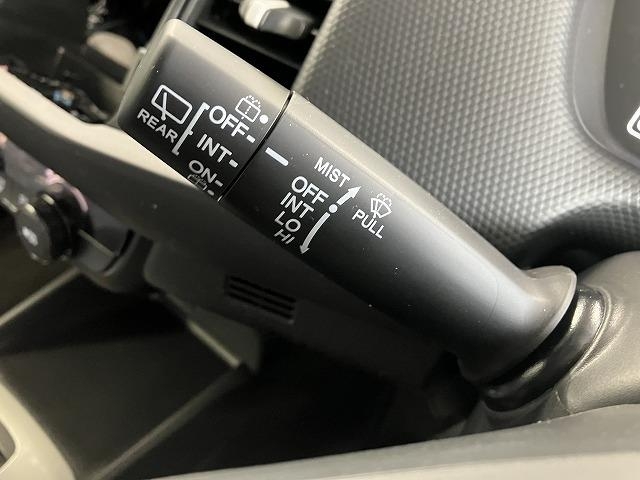 REAR
OFF
INT
ON
MIST
OFF
INT
LO
HI
PULL